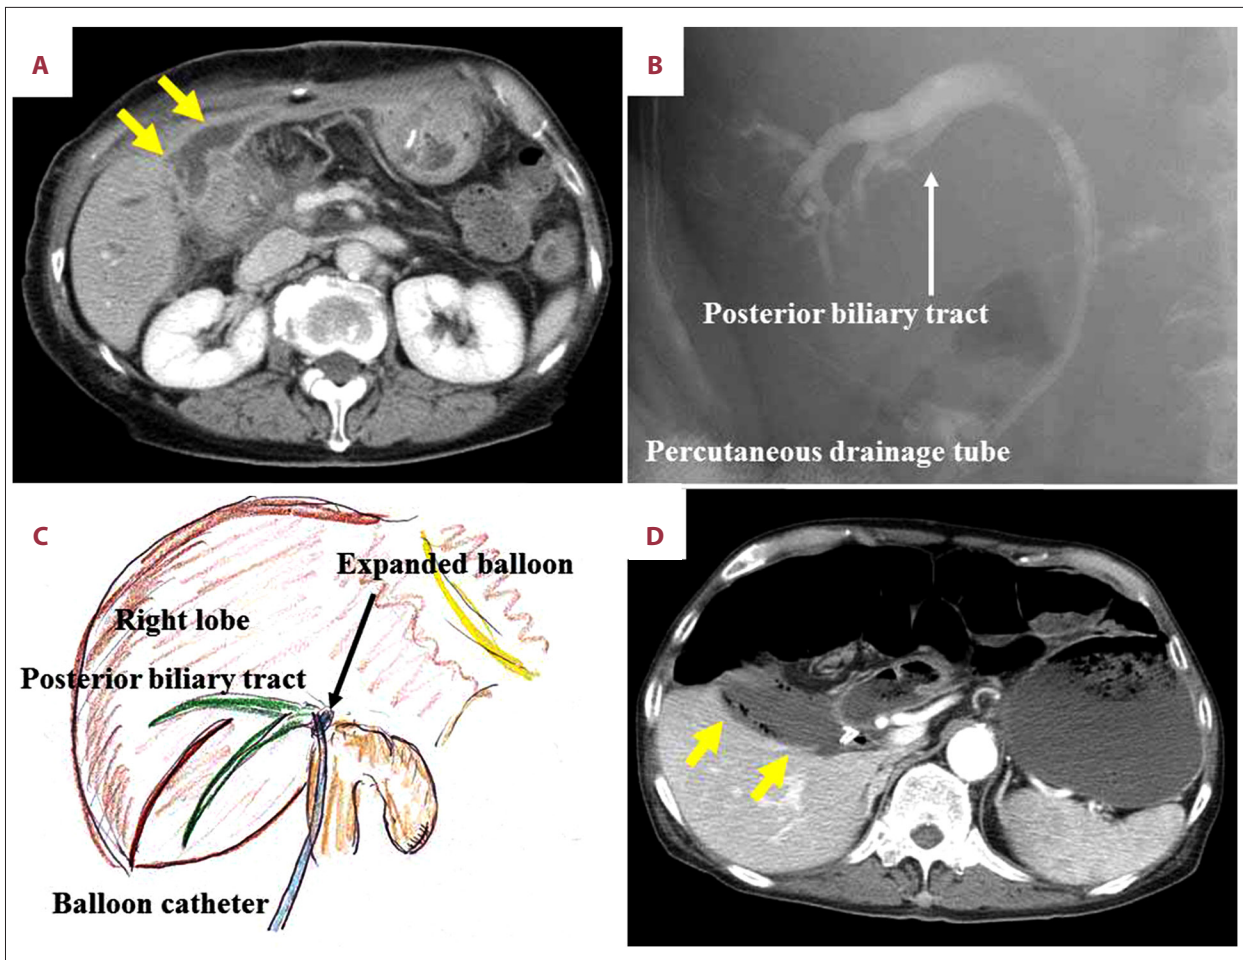 A
B
Posterior biliary tract
Percutaneous drainage tube
C
Expanded balloon
Right lobe
Posterior biliary tract
Balloon catheter
D